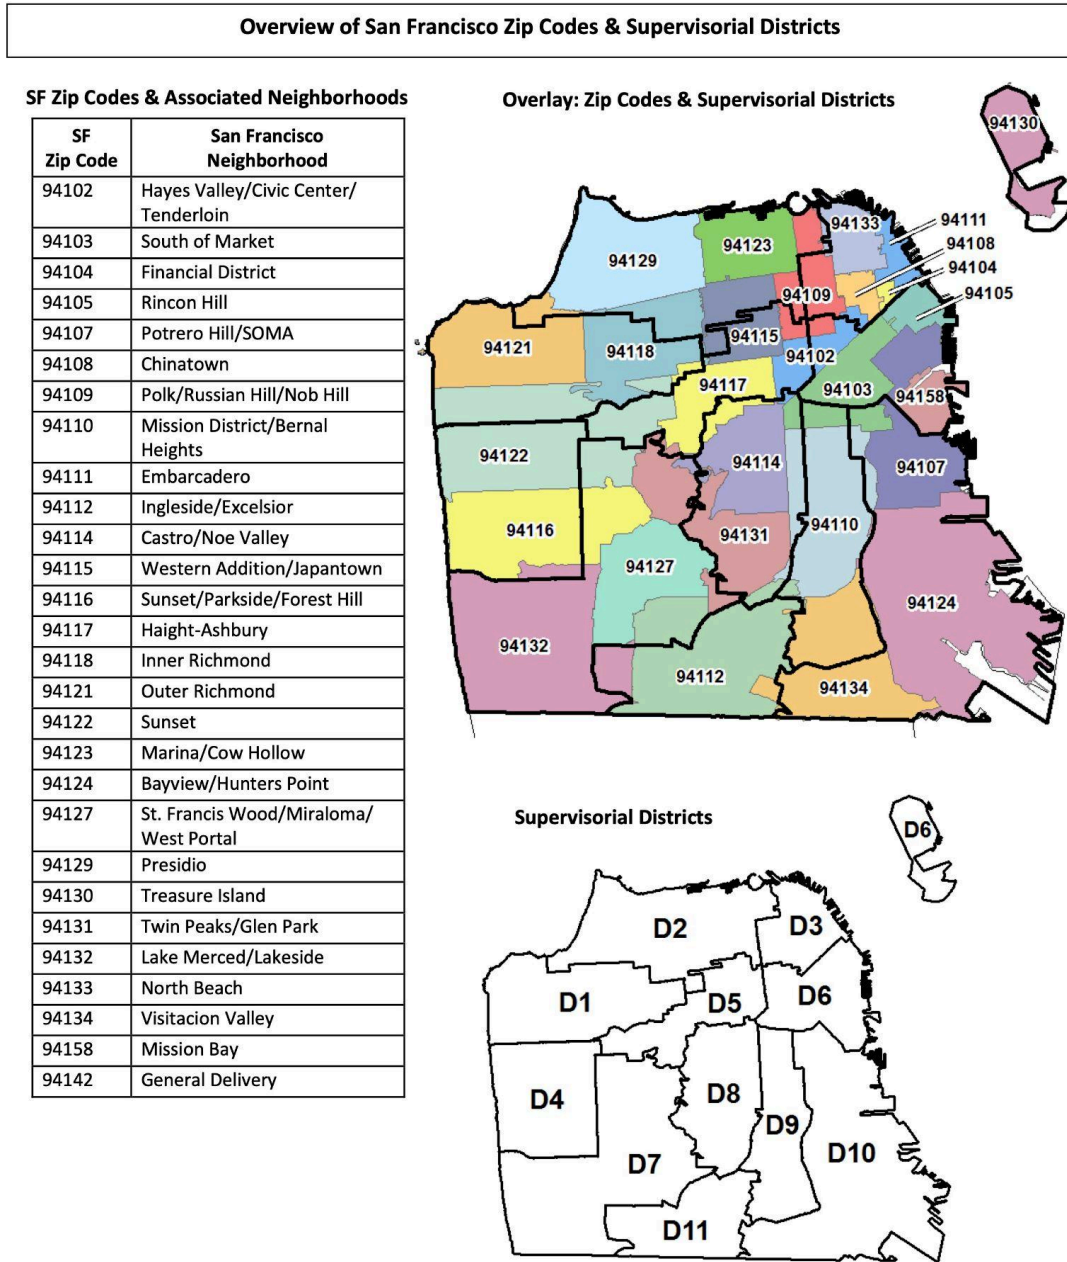 Overview of San Francisco Zip Codes & Supervisorial Districts
SF Zip Codes & Associated Neighborhoods
SF Zip Code
San Francisco Neighborhood
94102 Hayes Valley/Civic Center/
Tenderloin
94103 South of Market
94104 Financial District
94105 Rincon Hill
94107 Potrero Hill/SOMA
94108 Chinatown
94109 Polk/Russian Hill/Nob Hill
94110 Mission District/Bernal
Heights
94111 Embarcadero
94112 Ingleside/Excelsior
94114 Castro/Noe Valley
94115 Western Addition/Japantown
94116 Sunset/Parkside/Forest Hill
94117 Haight-Ashbury
94118 Inner Richmond
94121 Outer Richmond
94122 Sunset
94123 Marina/Cow Hollow
94124 Bayview/Hunters Point
94127 St. Francis Wood/Miraloma/
West Portal
94129 Presidio
94130 Treasure Island
94131 Twin Peaks/Glen Park
94132 Lake Merced/Lakeside
94133 North Beach
94134 Visitacion Valley
94158 Mission Bay
94142 General Delivery
Overlay: Zip Codes & Supervisorial Districts
94130
94133
94111
94123
94108
94129
94104
94109
94105
94115
94121
94118
94102
94117
94103
94158
94122
94114
94107
94116
94110
94131
94127
94124
94132
94112
94134
Supervisorial Districts
D6
D2
D3
D1
D5
D6
D4
D8
D9
D7
D10
D11